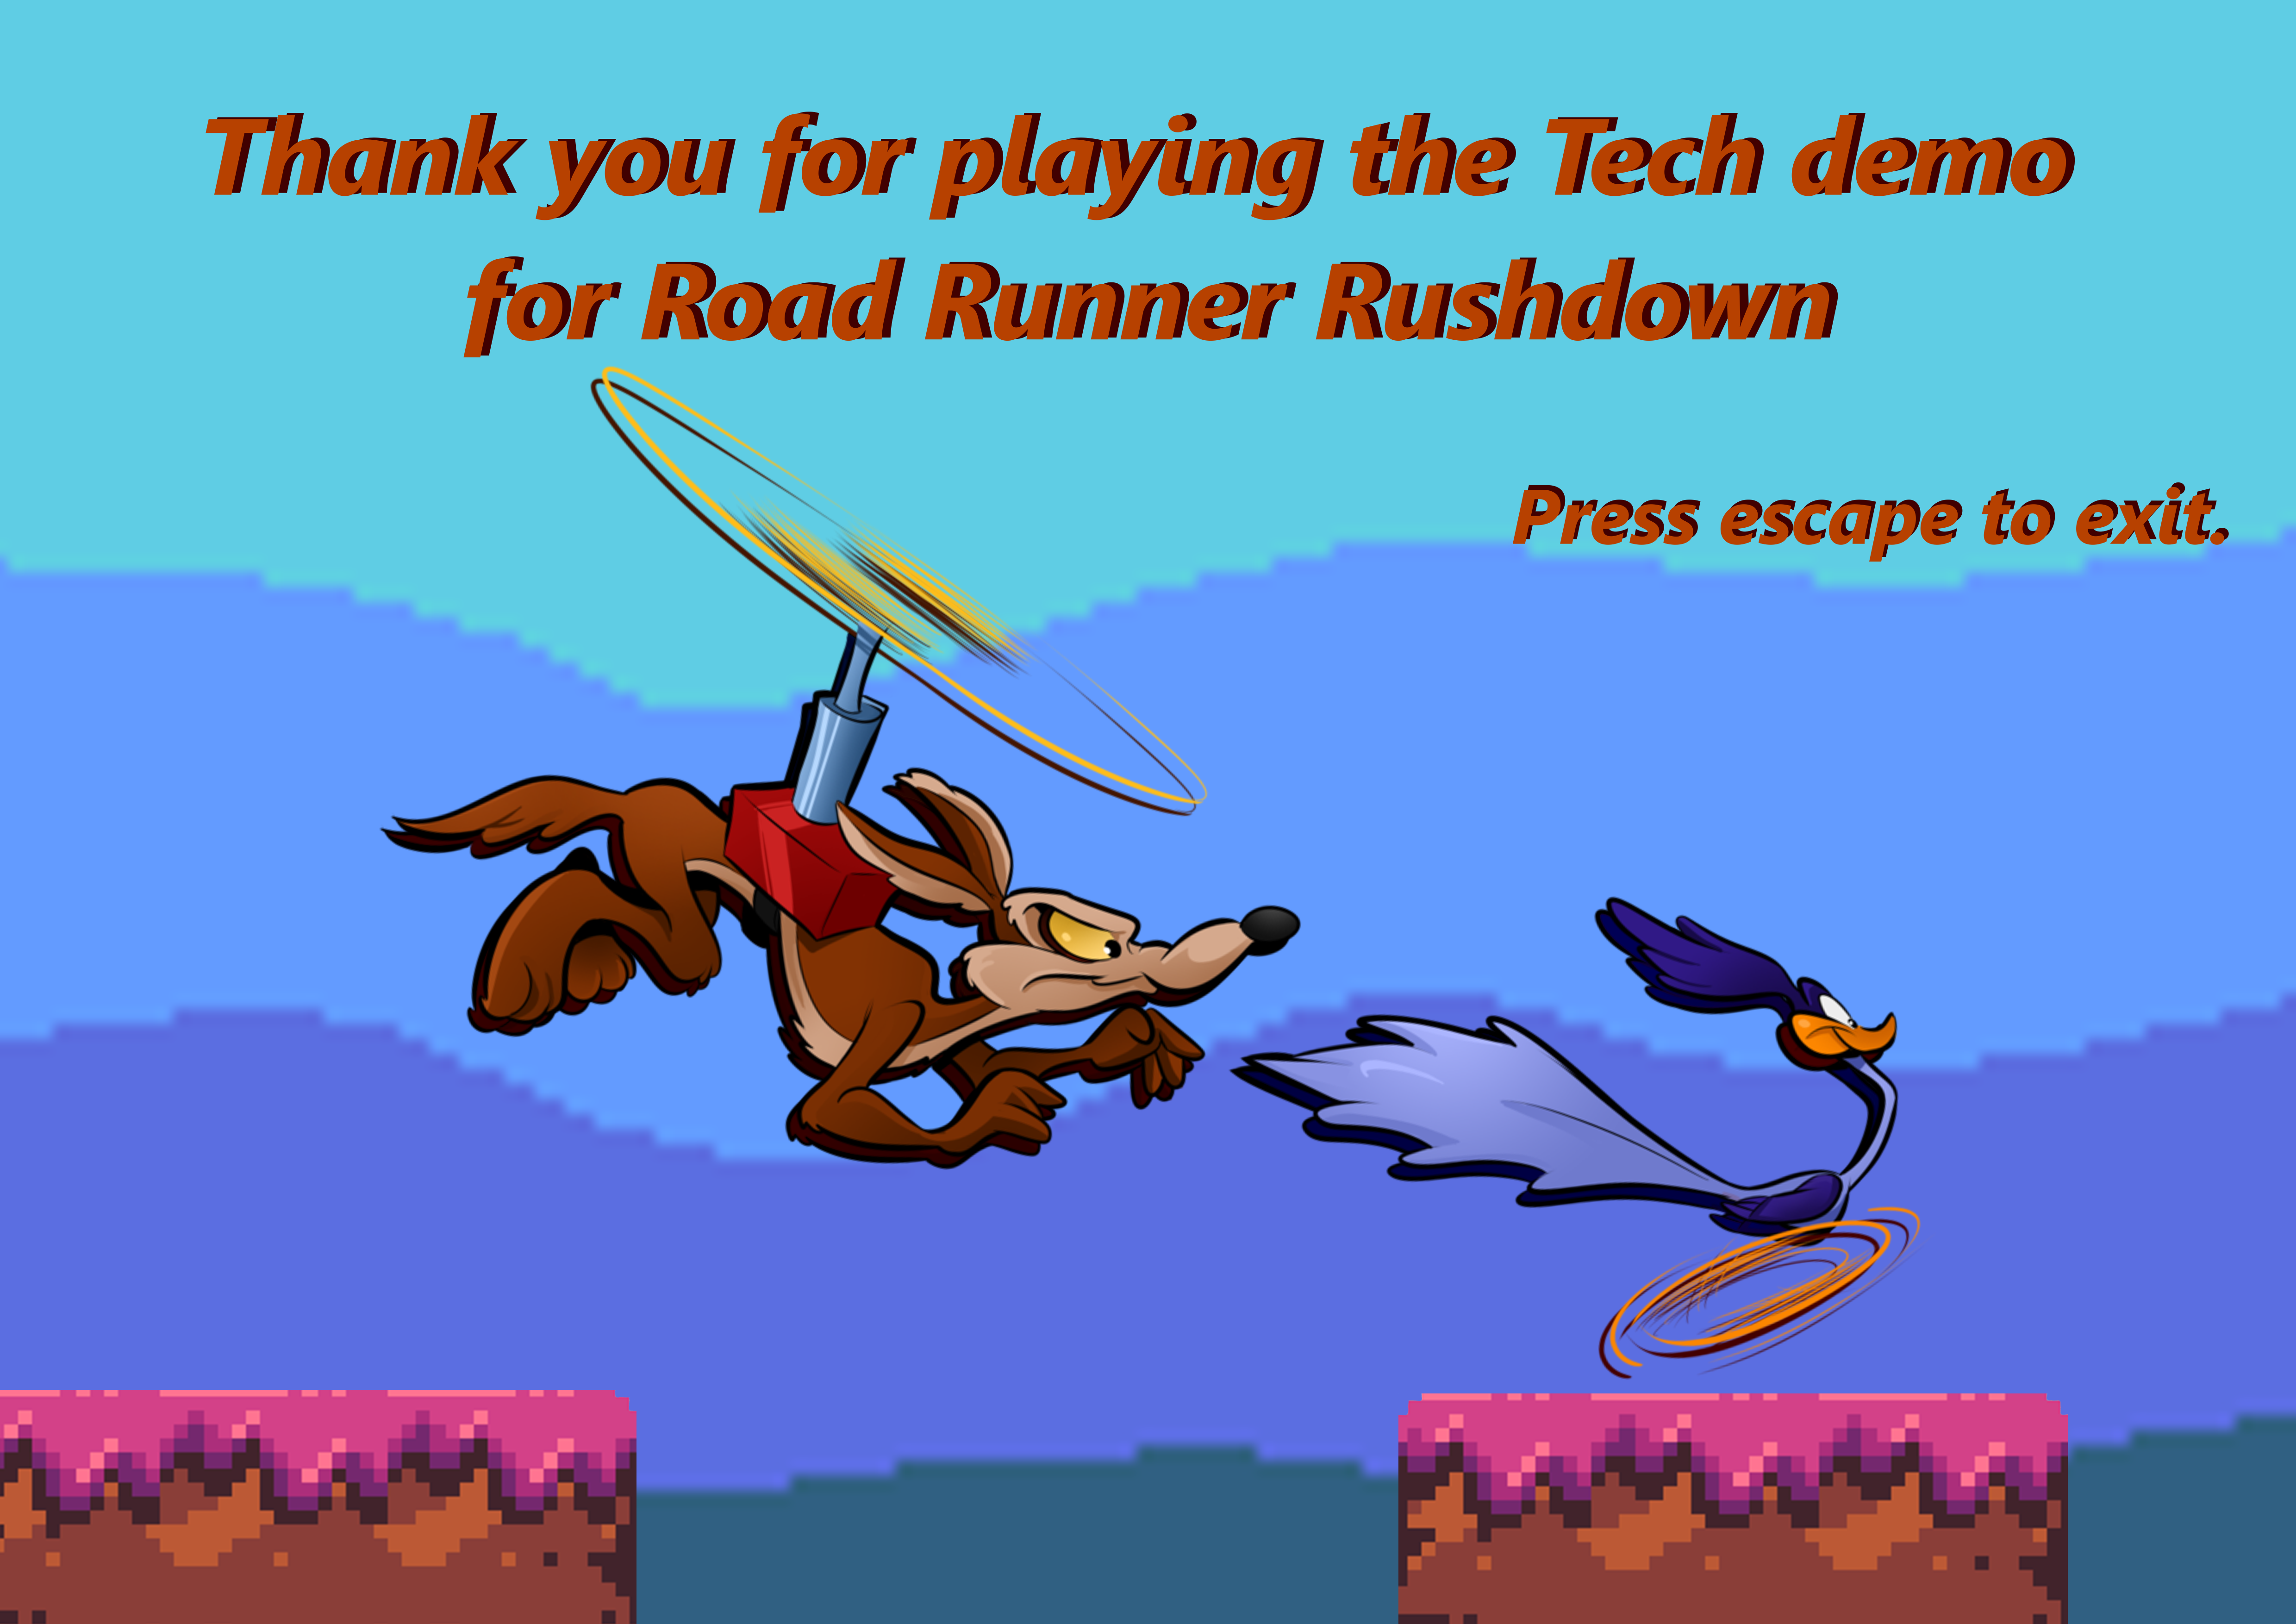 Thank you for playing the Tech demo
for Road Runner Rushdown
Press escape to exit.